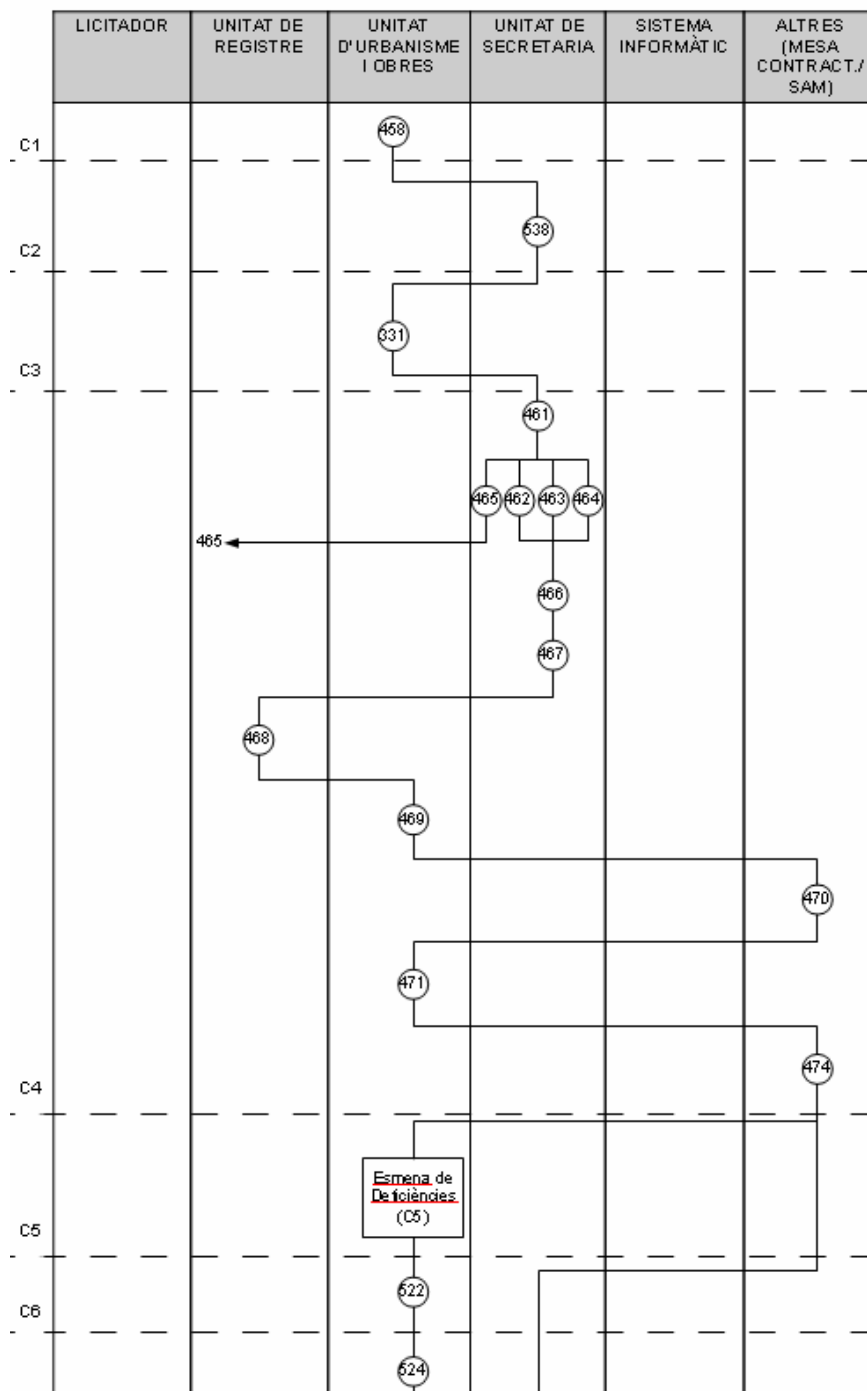 LICITADOR
UNITAT DE
REGISTRE
UNITAT
D'URBANISME
I OBRES
UNITAT DE
SECRETARIA
SISTEMA
INFORMÀTIC
ALTRES
(MESA
CONTRACT./
SAM)
458
C1
538
C2
331
C3
461
465 462 463 464
465
466
467
468
469
470
471
474
C4
Esmena de
Deficiències
(C5)
C5
522
C6
524